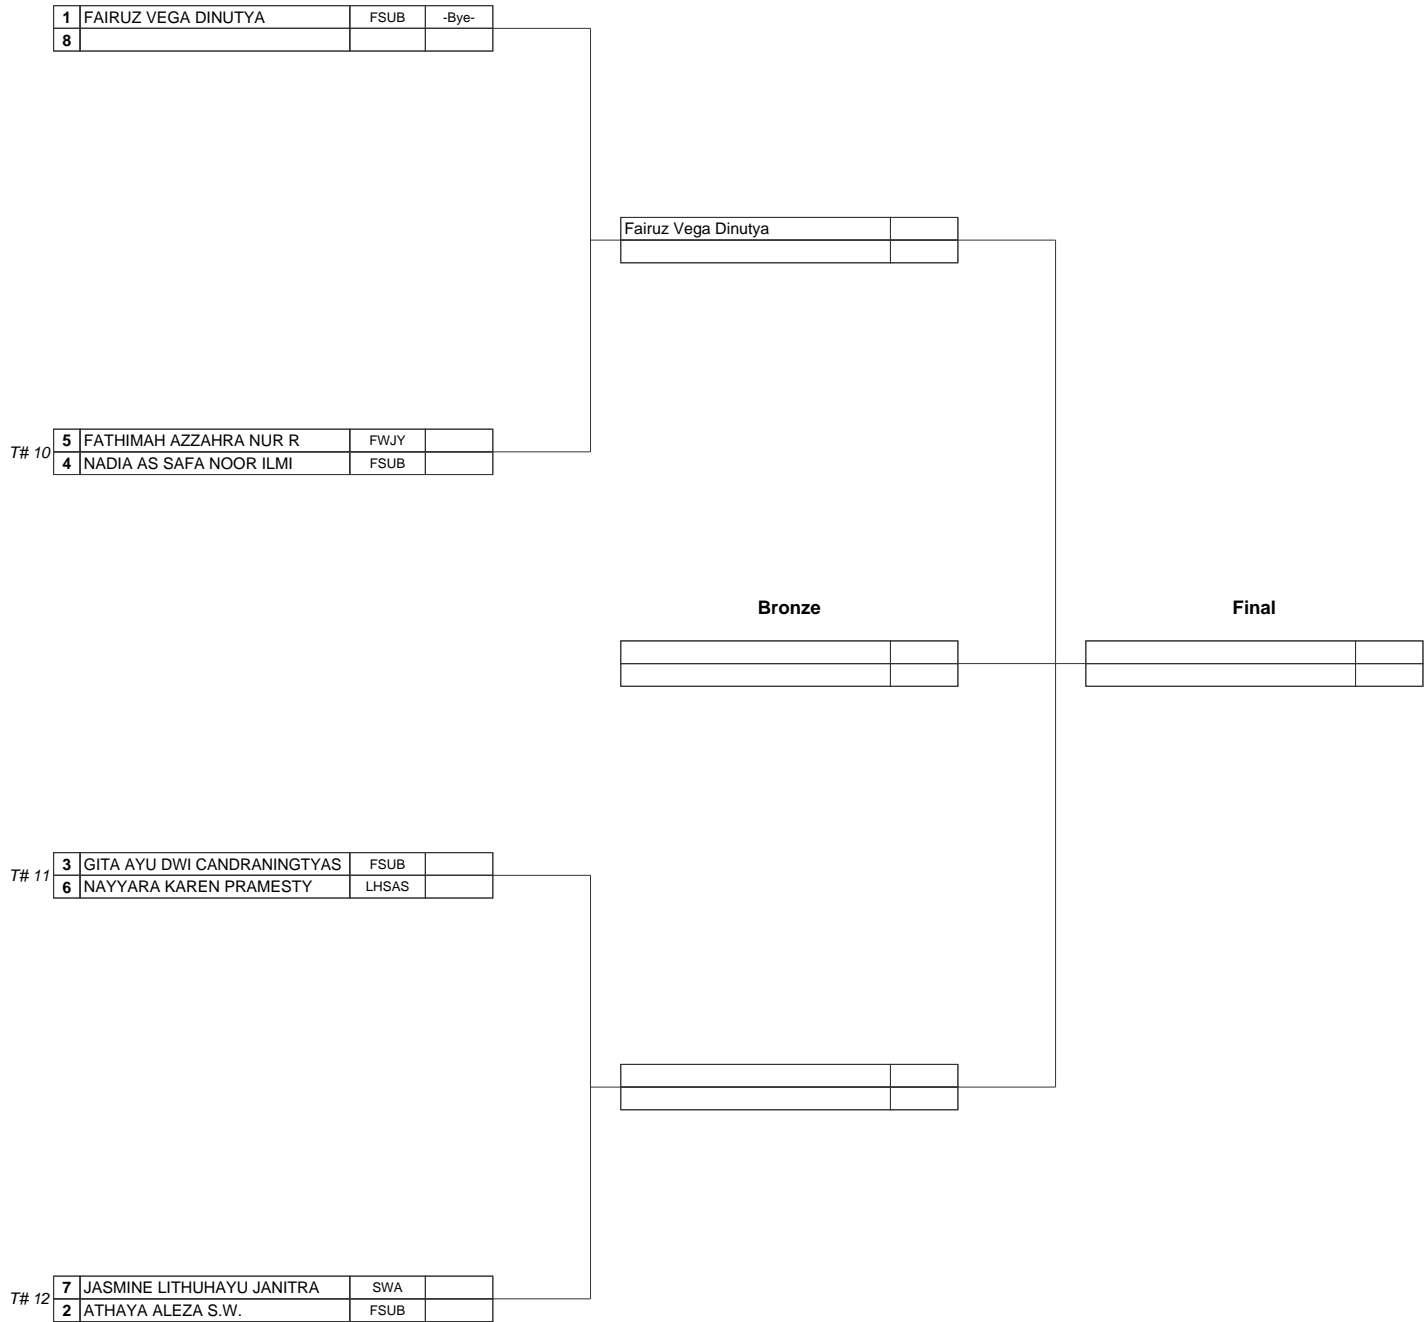 1 FAIRUZ VEGA DINUTYA FSUB -Bye-
8
Fairuz Vega Dinutya
T# 10
5 FATHIMAH AZZAHRA NUR R FWJY
4 NADIA AS SAFA NOOR ILMI FSUB
Bronze Final
T# 11
3 GITA AYU DWI CANDRANINGTYAS FSUB
6 NAYYARA KAREN PRAMESTY LHSAS
T# 12
7 JASMINE LITHUHAYU JANITRA SWA
2 ATHAYA ALEZA S.W. FSUB